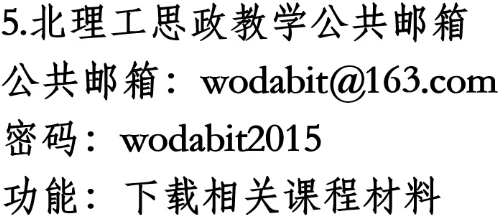 5.北理工思政教学公共邮箱
公共邮箱：wodabit@163.com
密码：wodabit2015
功能：下载相关课程材料